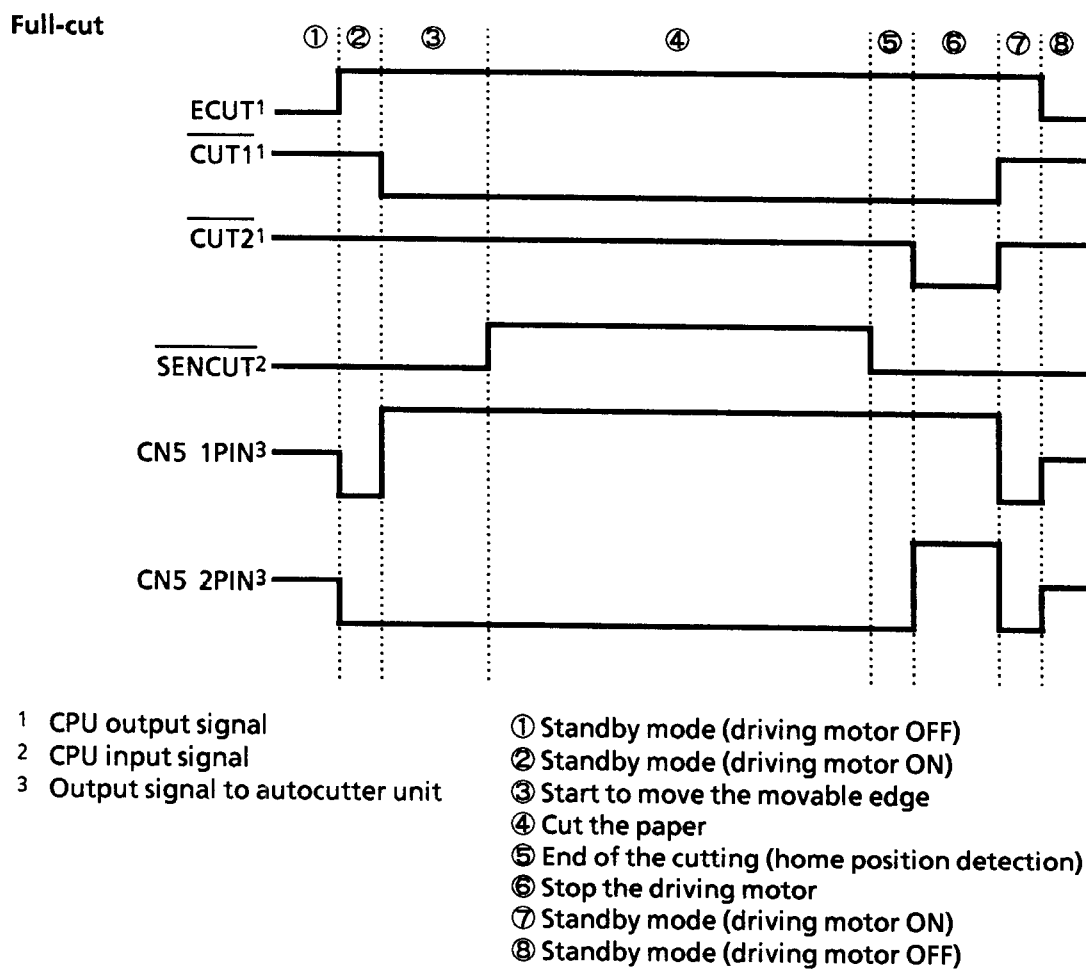 Full-cut
① ② ③ ④ ⑤ ⑥ ⑦ ⑧
ECUT1
CUT11
CUT21
SENCUT2
CN5 1PIN3
CN5 2PIN3
1 CPU output signal
2 CPU input signal
3 Output signal to autocutter unit
① Standby mode (driving motor OFF)
② Standby mode (driving motor ON)
③ Start to move the movable edge
④ Cut the paper
⑤ End of the cutting (home position detection)
⑥ Stop the driving motor
⑦ Standby mode (driving motor ON)
⑧ Standby mode (driving motor OFF)